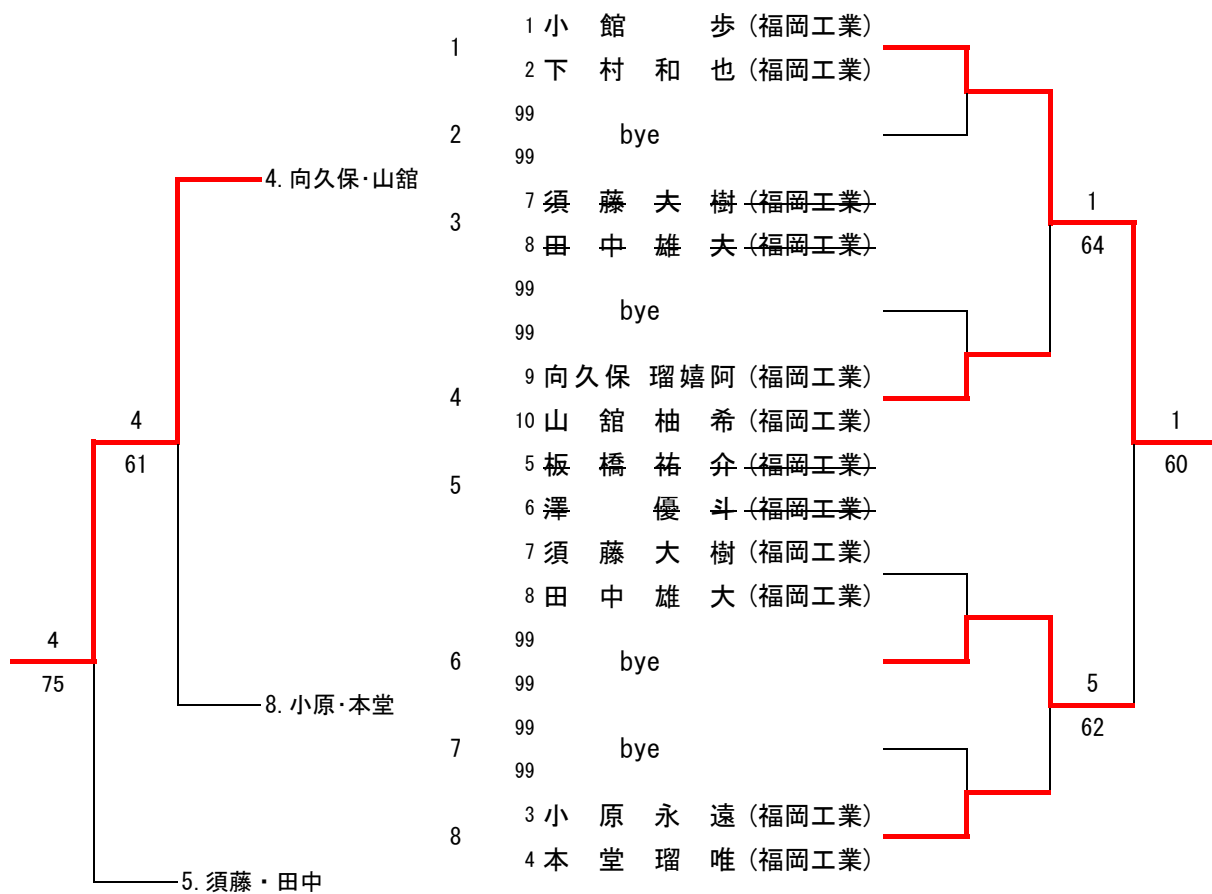 1 小館 歩 (福岡工業)
1
2 下村和也 (福岡工業)
99
2 bye
99
4. 向久保・山舘
7 須藤大樹 (福岡工業)
3
8 田中雄大 (福岡工業)
1
64
99
bye
99
9 向久保 瑠嬉阿 (福岡工業)
4
10 山舘柚希 (福岡工業)
4
61
1
60
5 板橋祐介 (福岡工業)
5
6 澤 優斗 (福岡工業)
7 須藤大樹 (福岡工業)
8 田中雄大 (福岡工業)
4
75
99
6 bye
99
5
62
8. 小原・本堂
99
7 bye
99
3 小原永遠 (福岡工業)
8
4 本堂瑠唯 (福岡工業)
5. 須藤・田中